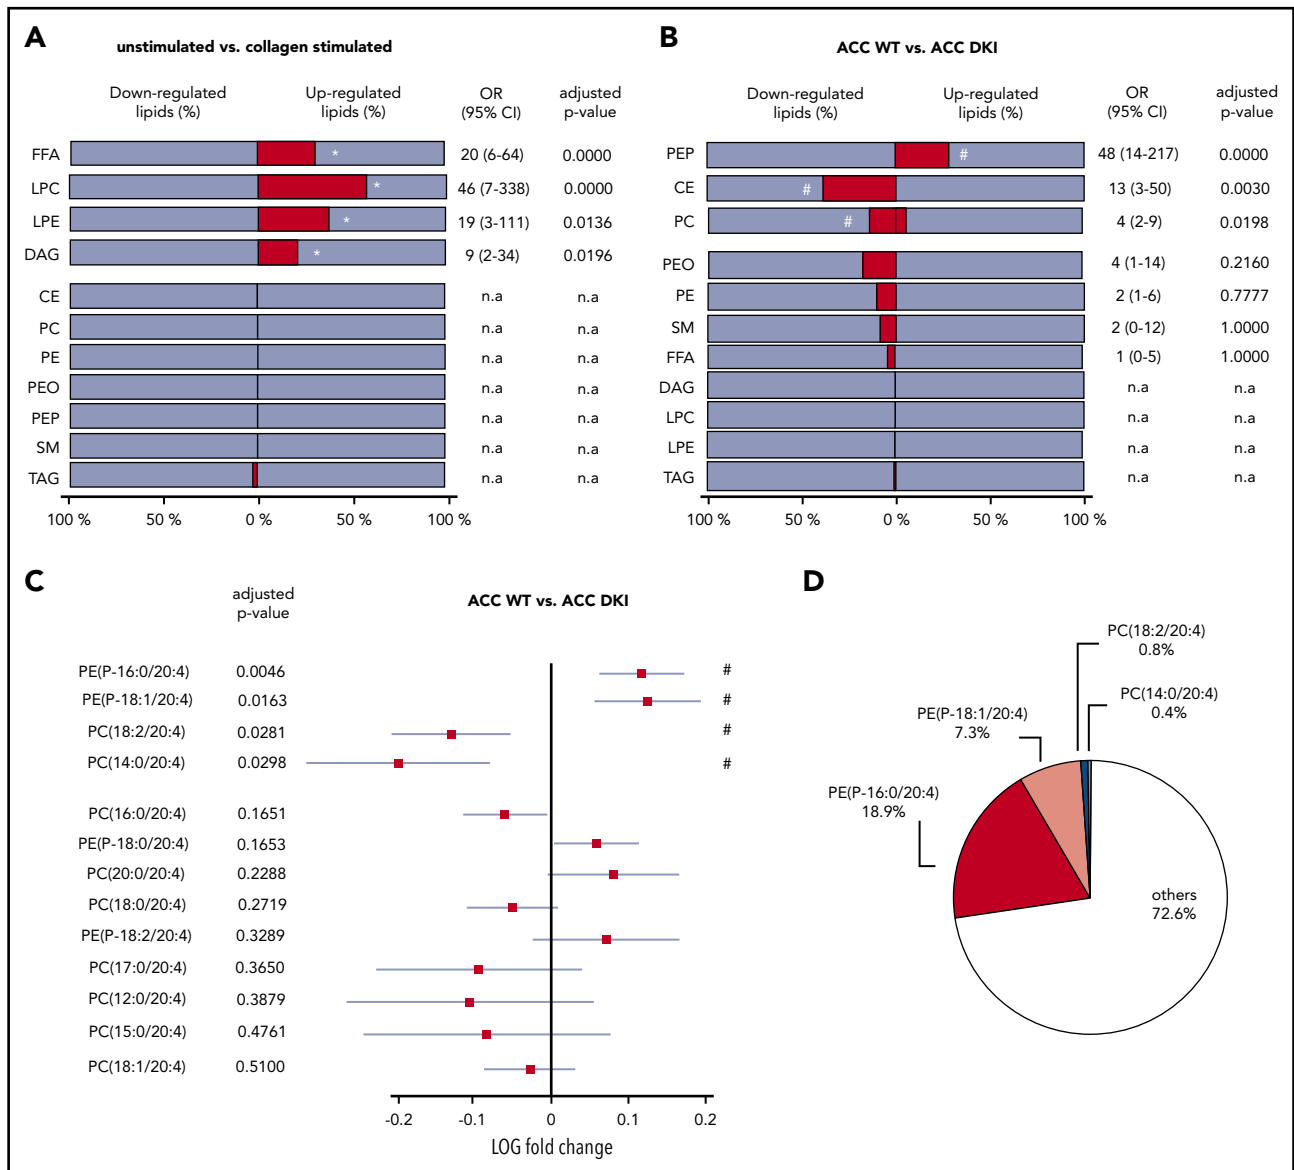 A
unstimulated vs. collagen stimulated
Down-regulated lipids (%)
Up-regulated lipids (%)
OR (95% CI)
adjusted p-value
FFA * 20 (6-64) 0.0000
LPC * 46 (7-338) 0.0000
LPE * 19 (3-111) 0.0136
DAG * 9 (2-34) 0.0196
CE n.a n.a
PC n.a n.a
PE n.a n.a
PEO n.a n.a
PEP n.a n.a
SM n.a n.a
TAG n.a n.a
100 % 50 % 0 % 50 % 100 %
B
ACC WT vs. ACC DKI
Down-regulated lipids (%)
Up-regulated lipids (%)
OR (95% CI)
adjusted p-value
PEP # 48 (14-217) 0.0000
CE # 13 (3-50) 0.0030
PC # 4 (2-9) 0.0198
PEO 4 (1-14) 0.2160
PE 2 (1-6) 0.7777
SM 2 (0-12) 1.0000
FFA 1 (0-5) 1.0000
DAG n.a n.a
LPC n.a n.a
LPE n.a n.a
TAG n.a n.a
100 % 50 % 0 % 50 % 100 %
C
adjusted p-value
ACC WT vs. ACC DKI
PE(P-16:0/20:4) 0.0046 #
PE(P-18:1/20:4) 0.0163 #
PC(18:2/20:4) 0.0281 #
PC(14:0/20:4) 0.0298 #
PC(16:0/20:4) 0.1651
PE(P-18:0/20:4) 0.1653
PC(20:0/20:4) 0.2288
PC(18:0/20:4) 0.2719
PE(P-18:2/20:4) 0.3289
PC(17:0/20:4) 0.3650
PC(12:0/20:4) 0.3879
PC(15:0/20:4) 0.4761
PC(18:1/20:4) 0.5100
-0.2 -0.1 0 0.1 0.2
LOG fold change
D
PC(18:2/20:4)
0.8%
PC(14:0/20:4)
0.4%
PE(P-18:1/20:4)
7.3%
PE(P-16:0/20:4)
18.9%
others
72.6%